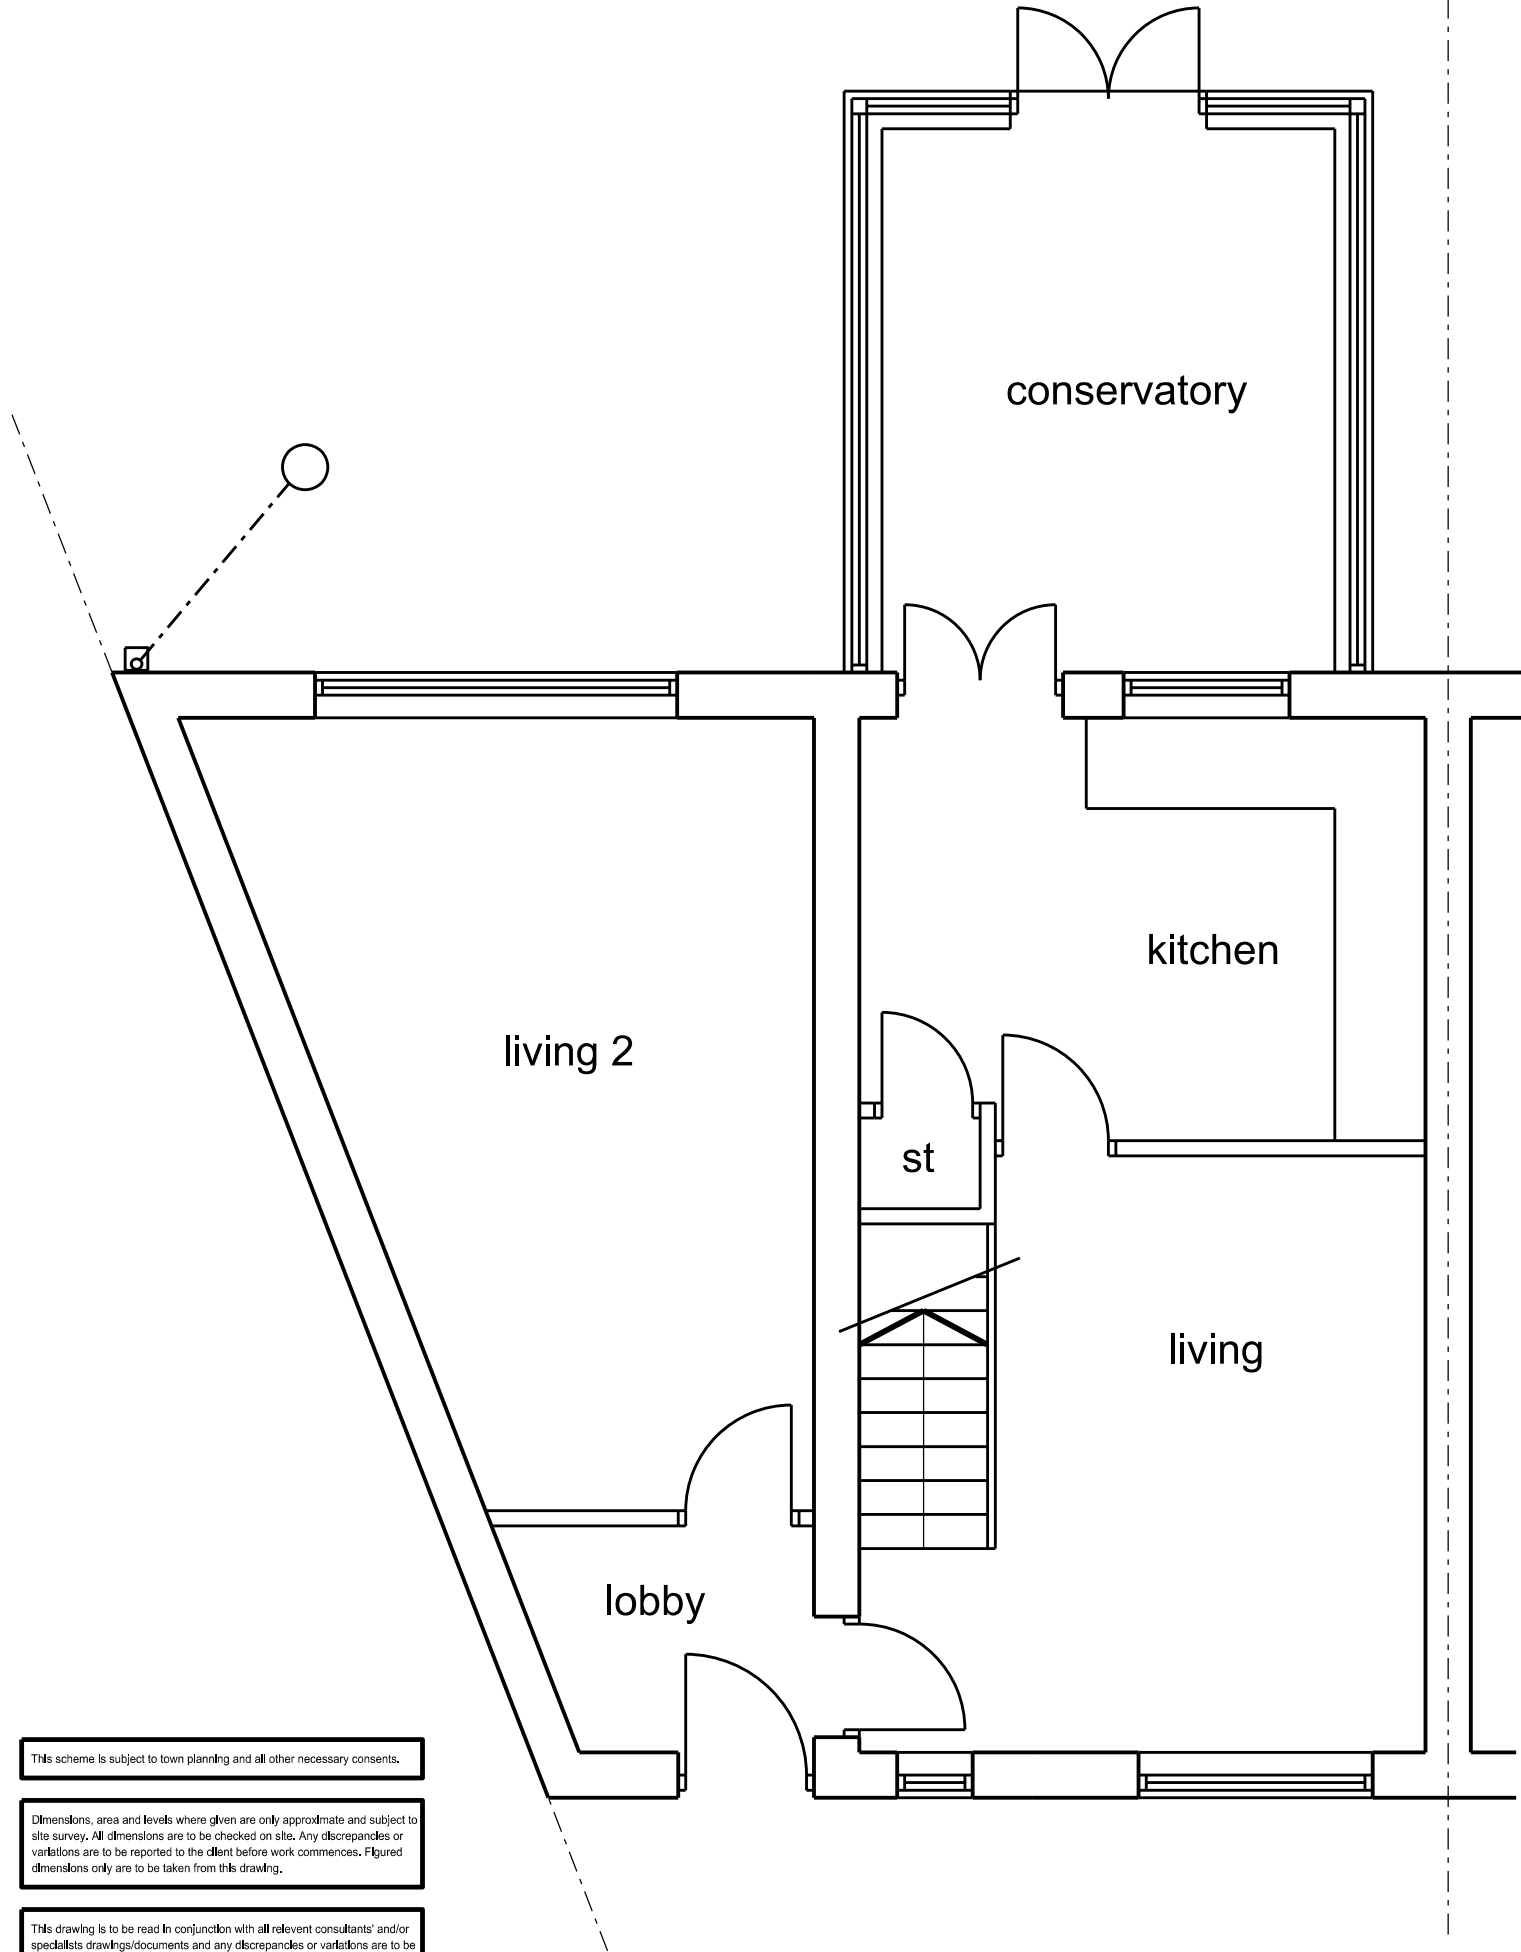 conservatory
kitchen
living 2
st
living
lobby
This scheme is subject to town planning and all other necessary consents.
Dimensions, area and levels where given are only approximate and subject to
site survey. All dimensions are to be checked on site. Any discrepancies or
variations are to be reported to the client before work commences. Figured
dimensions only are to be taken from this drawing.
This drawing is to be read in conjunction with all relevent consultants' and/or
specialists drawings/documents and any discrepancies or variations are to be